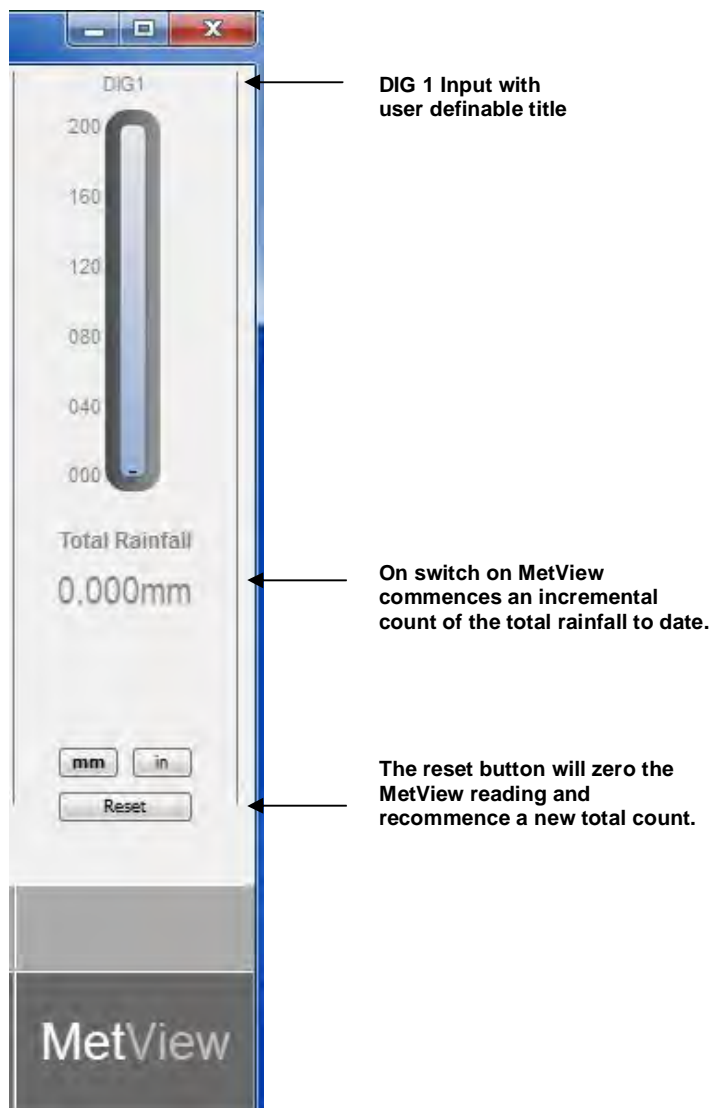 DIG1
DIG 1 Input with
user definable title
200
160
120
080
040
000
Total Rainfall
0.000mm
On switch on MetView
commences an incremental
count of the total rainfall to date.
mm in
Reset
The reset button will zero the
MetView reading and
recommence a new total count.
MetView